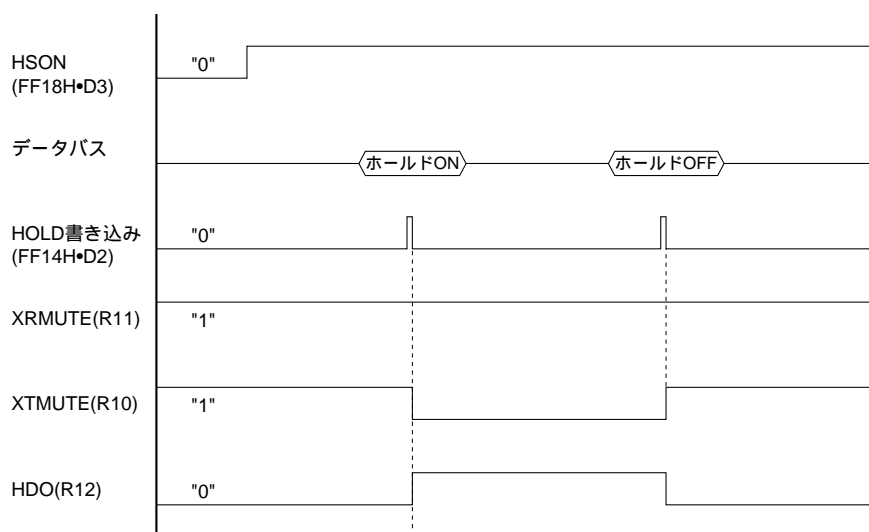 HSON "0"
(FF18H•D3)
データバス ホールドON ホールドOFF
HOLD書き込み "0"
(FF14H•D2)
XRMUTE(R11) "1"
XTMUTE(R10) "1"
HDO(R12) "0"